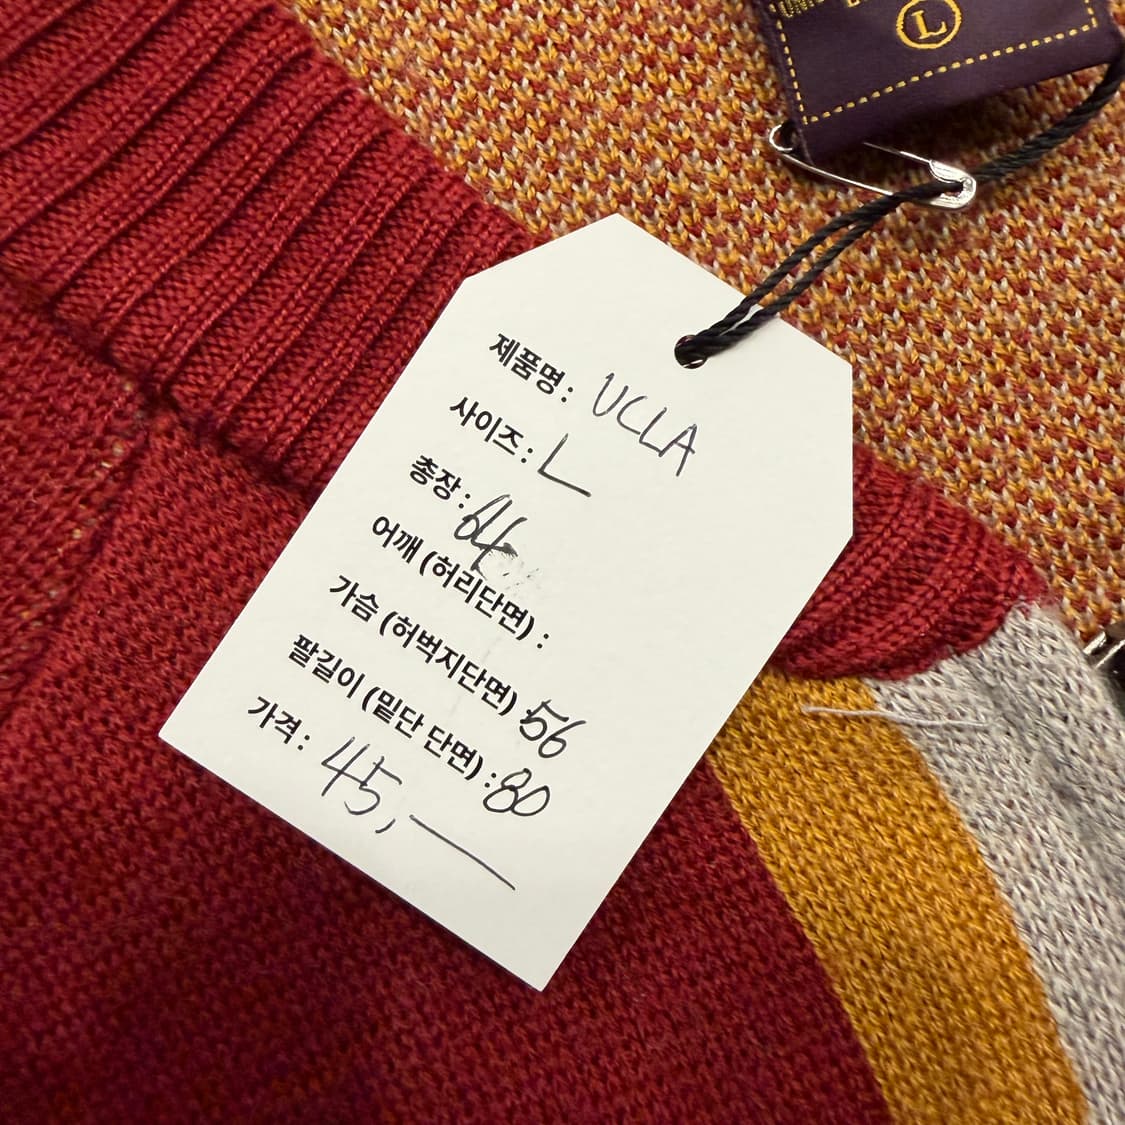 L
제품명 : UCLA
사이즈 : L
총장 : 64
어깨 (허리단면) :
가슴 (허벅지단면) : 56
팔길이 (밑단 단면) : 80
가격 : 45,—